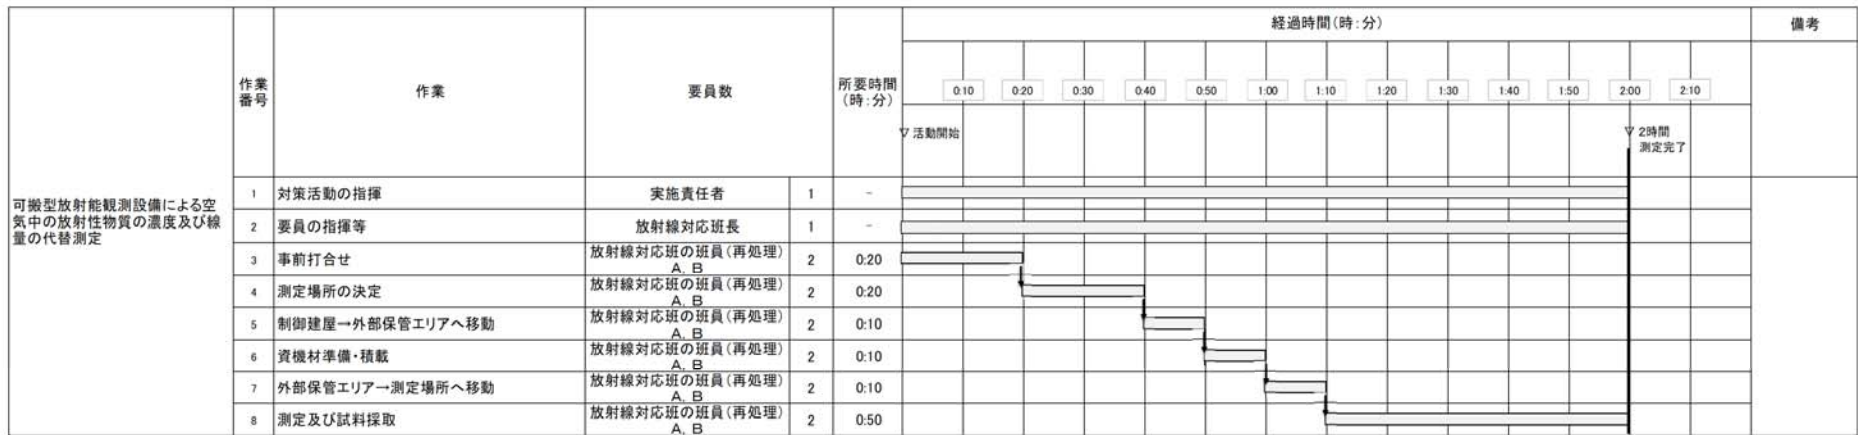 経過時間(時:分)
備考
作業
番号
作業
要員数
所要時間
(時:分)
0:10 0:20 0:30 0:40 0:50 1:00 1:10 1:20 1:30 1:40 1:50 2:00 2:10
▽ 活動開始
▽ 2時間
測定完了
可搬型放射能観測設備による空
気中の放射性物質の濃度及び線
量の代替測定
1 対策活動の指揮 実施責任者 1 －
2 要員の指揮等 放射線対応班長 1 －
3 事前打合せ 放射線対応班の班員(再処理) 2 0:20
A, B
4 測定場所の決定 放射線対応班の班員(再処理) 2 0:20
A, B
5 制御建屋→外部保管エリアへ移動 放射線対応班の班員(再処理) 2 0:10
A, B
6 資機材準備・積載 放射線対応班の班員(再処理) 2 0:10
A, B
7 外部保管エリア→測定場所へ移動 放射線対応班の班員(再処理) 2 0:10
A, B
8 測定及び試料採取 放射線対応班の班員(再処理) 2 0:50
A, B